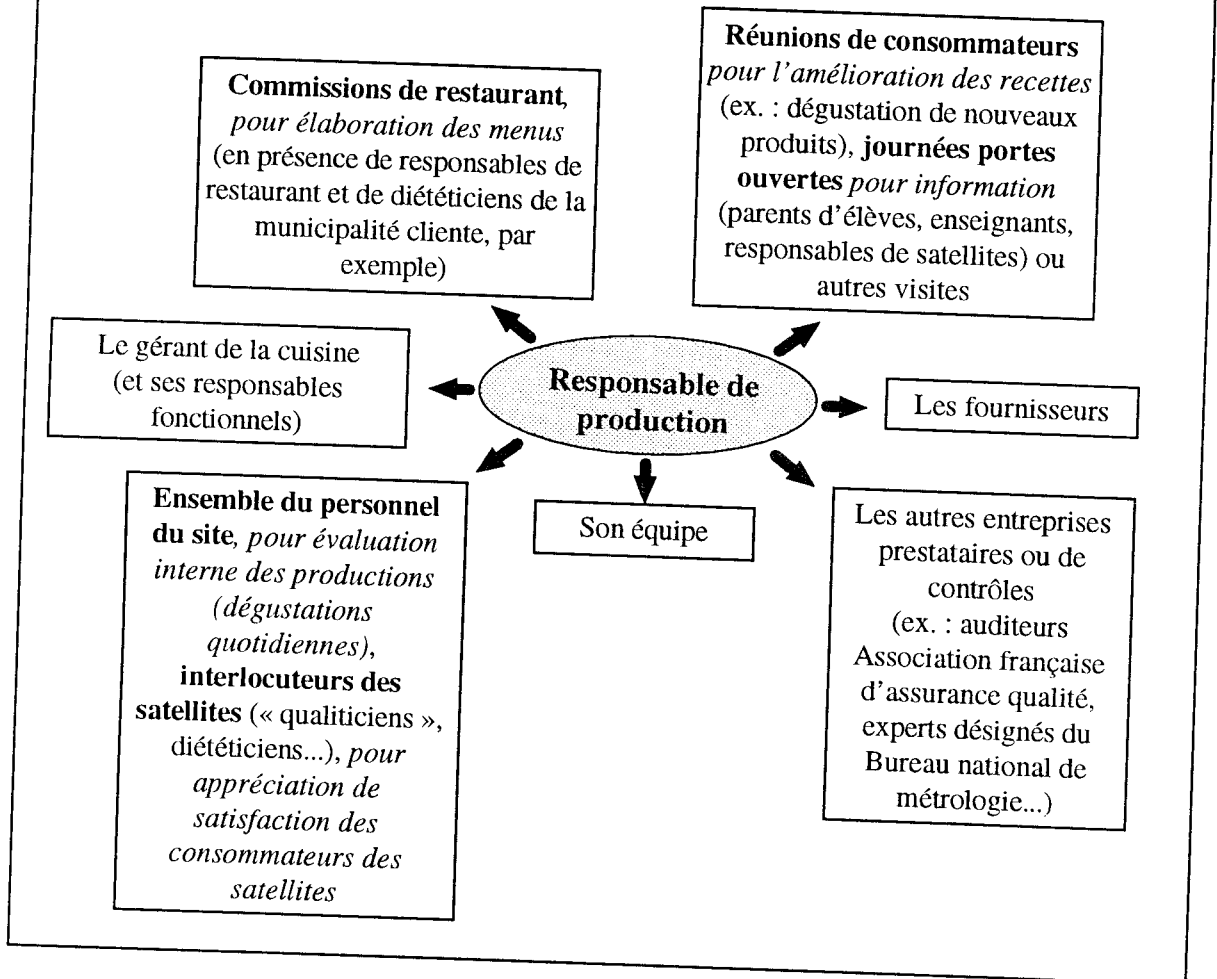 Commissions de restaurant,
pour élaboration des menus
(en présence de responsables de
restaurant et de diététiciens de la
municipalité cliente, par
exemple)
Réunions de consommateurs
pour l'amélioration des recettes
(ex. : dégustation de nouveaux
produits), journées portes
ouvertes pour information
(parents d'élèves, enseignants,
responsables de satellites) ou
autres visites
Le gérant de la cuisine
(et ses responsables
fonctionnels)
Responsable de
production
Les fournisseurs
Ensemble du personnel
du site, pour évaluation
interne des productions
(dégustations
quotidiennes),
interlocuteurs des
satellites (« qualiticiens »,
diététiciens...), pour
appréciation de
satisfaction des
consommateurs des
satellites
Son équipe
Les autres entreprises
prestataires ou de
contrôles
(ex. : auditeurs
Association française
d'assurance qualité,
experts désignés du
Bureau national de
métrologie...)